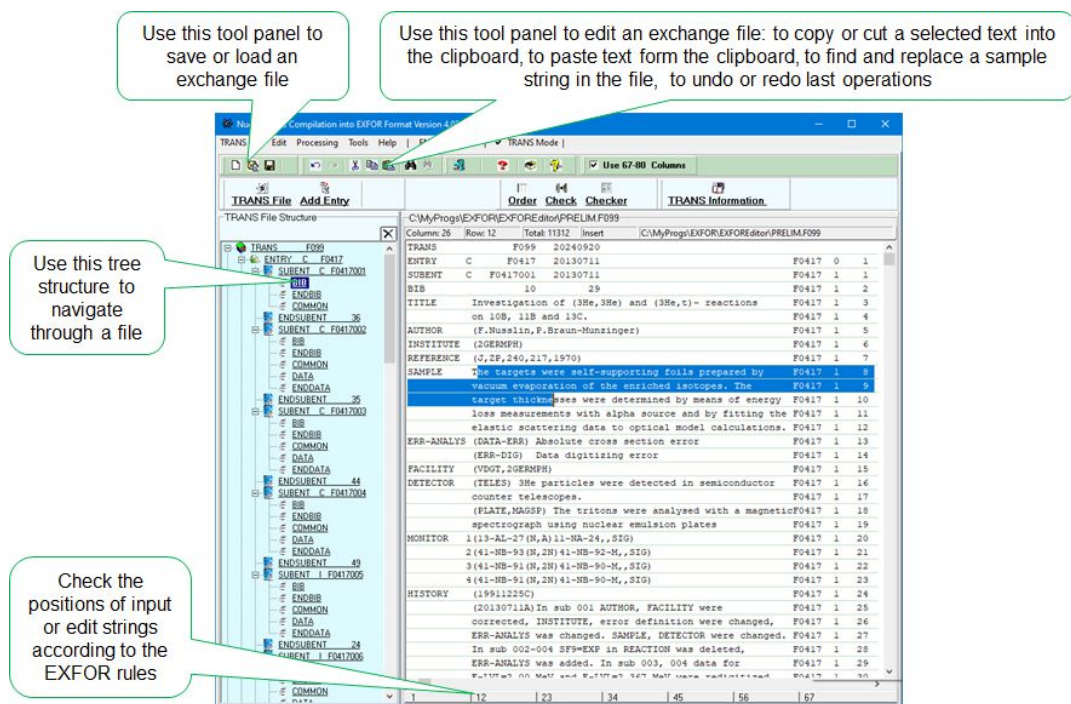 Use this tool panel to
save or load an
exchange file
Use this tool panel to edit an exchange file: to copy or cut a selected text into
the clipboard, to paste text form the clipboard, to find and replace a sample
string in the file, to undo or redo last operations
Compilation into EXFOR Format Version
TRANS Edit Processing Tools Help | TRANS Mode |
Use 67-80 Columns
TRANS File Add Entry Order Check Checker TRANS Information
TRANS File Structure
C:\MyProgs\EXFOR\EXFOREditor\PRELIM.F099
Column: 26 Row: 12 Total: 11312 Insert C:\MyProgs\EXFOR\EXFOREditor\PRELIM.F099
Use this tree
structure to
navigate
through a file
Check the
positions of input
or edit strings
according to the
EXFOR rules
TRANS F099
ENTRY C F0417
SUBENT C F0417001
BIB
ENDBIB
COMMON
ENDSUBENT 36
SUBENT C F0417002
BIB
ENDBIB
COMMON
DATA
ENDDATA
ENDSUBENT 35
SUBENT C F0417003
BIB
ENDBIB
COMMON
DATA
ENDDATA
ENDSUBENT 44
SUBENT C F0417004
BIB
ENDBIB
COMMON
DATA
ENDDATA
ENDSUBENT 49
SUBENT I F0417005
BIB
ENDBIB
COMMON
DATA
ENDDATA
ENDSUBENT 24
SUBENT I F0417006
COMMON
DATA
TRANS F099 20240920
ENTRY C F0417 20130711 F0417 0 1
SUBENT C F0417001 20130711 F0417 1 1
BIB 10 29 F0417 1 2
TITLE Investigation of (3He,3He) and (3He,t)- reactions F0417 1 3
on 10B, 11B and 13C. F0417 1 4
AUTHOR (F.Nusslin,P.Braun-Munzinger) F0417 1 5
INSTITUTE (2GERMPH) F0417 1 6
REFERENCE (J,ZP,240,217,1970) F0417 1 7
SAMPLE The targets were self-supporting foils prepared by F0417 1 8
vacuum evaporation of the enriched isotopes. The F0417 1 9
target thicknesses were determined by means of energy F0417 1 10
loss measurements with alpha source and by fitting the F0417 1 11
elastic scattering data to optical model calculations. F0417 1 12
ERR-ANALYS (DATA-ERR) Absolute cross section error F0417 1 13
(ERR-DIG) Data digitizing error F0417 1 14
FACILITY (VDGT,2GERMPH) F0417 1 15
DETECTOR (TELES) 3He particles were detected in semiconductor F0417 1 16
counter telescopes. F0417 1 17
(PLATE,MAGSP) The tritons were analysed with a magneticF0417 1 18
spectrograph using nuclear emulsion plates F0417 1 19
MONITOR 1(13-AL-27(N,A)11-NA-24,,SIG) F0417 1 20
2(41-NB-93(N,2N)41-NB-92-M,,SIG) F0417 1 21
3(41-NB-91(N,2N)41-NB-90-M,,SIG) F0417 1 22
4(41-NB-91(N,2N)41-NB-90-M,,SIG) F0417 1 23
HISTORY (19911225C) F0417 1 24
(20130711A)In sub 001 AUTHOR, FACILITY were F0417 1 25
corrected, INSTITUTE, error definition were changed, F0417 1 26
ERR-ANALYS was changed. SAMPLE, DETECTOR were changed. F0417 1 27
In sub 002-004 SF9=EXP in REACTION was deleted, F0417 1 28
ERR-ANALYS was added. In sub 003, 004 data for F0417 1 29
1 12 23 34 45 56 67